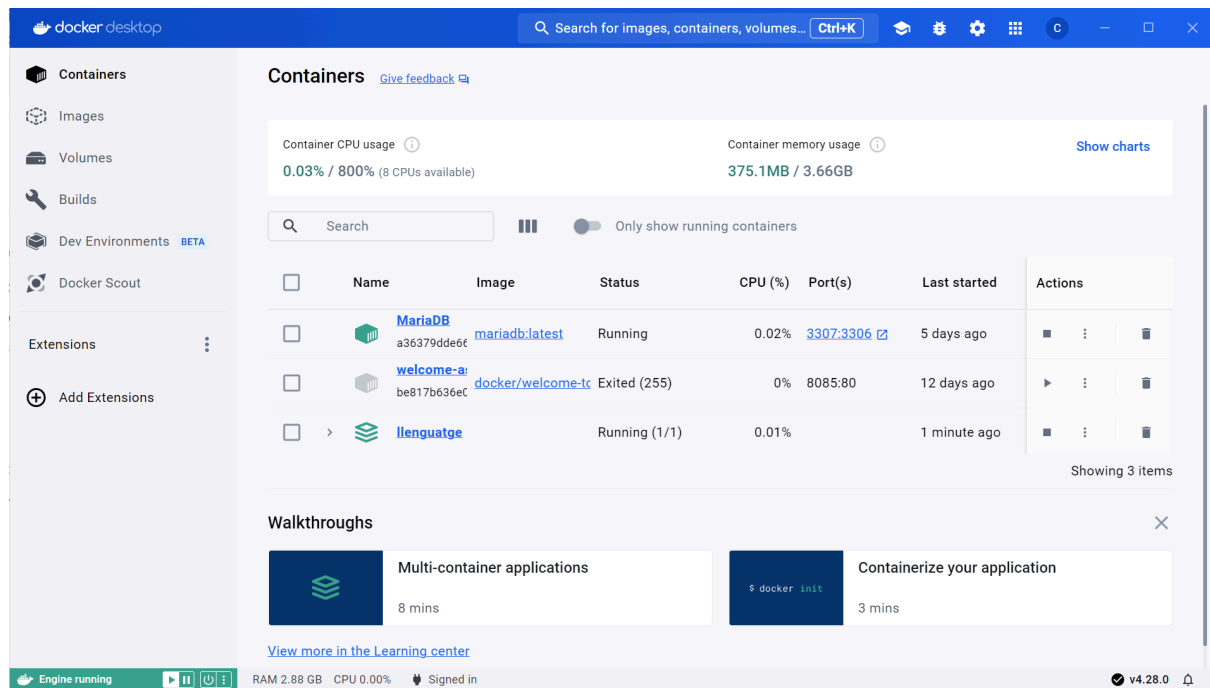 docker desktop
Search for images, containers, volumes... Ctrl+K
C
Containers
Images
Volumes
Builds
Dev Environments BETA
Docker Scout
Extensions
Add Extensions
Containers Give feedback
Container CPU usage
0.03% / 800% (8 CPUs available)
Container memory usage
375.1MB / 3.66GB
Show charts
Search
Only show running containers
Name Image Status CPU (%) Port(s) Last started Actions
MariaDB
a36379dde66
mariadb:latest Running 0.02% 3307:3306 5 days ago
welcome-a
be817b636e
docker/welcome-to Exited (255) 0% 8085:80 12 days ago
llenguatge Running (1/1) 0.01% 1 minute ago
Showing 3 items
Walkthroughs
Multi-container applications
8 mins
$ docker init
Containerize your application
3 mins
View more in the Learning center
Engine running
RAM 2.88 GB CPU 0.00% Signed in
v4.28.0